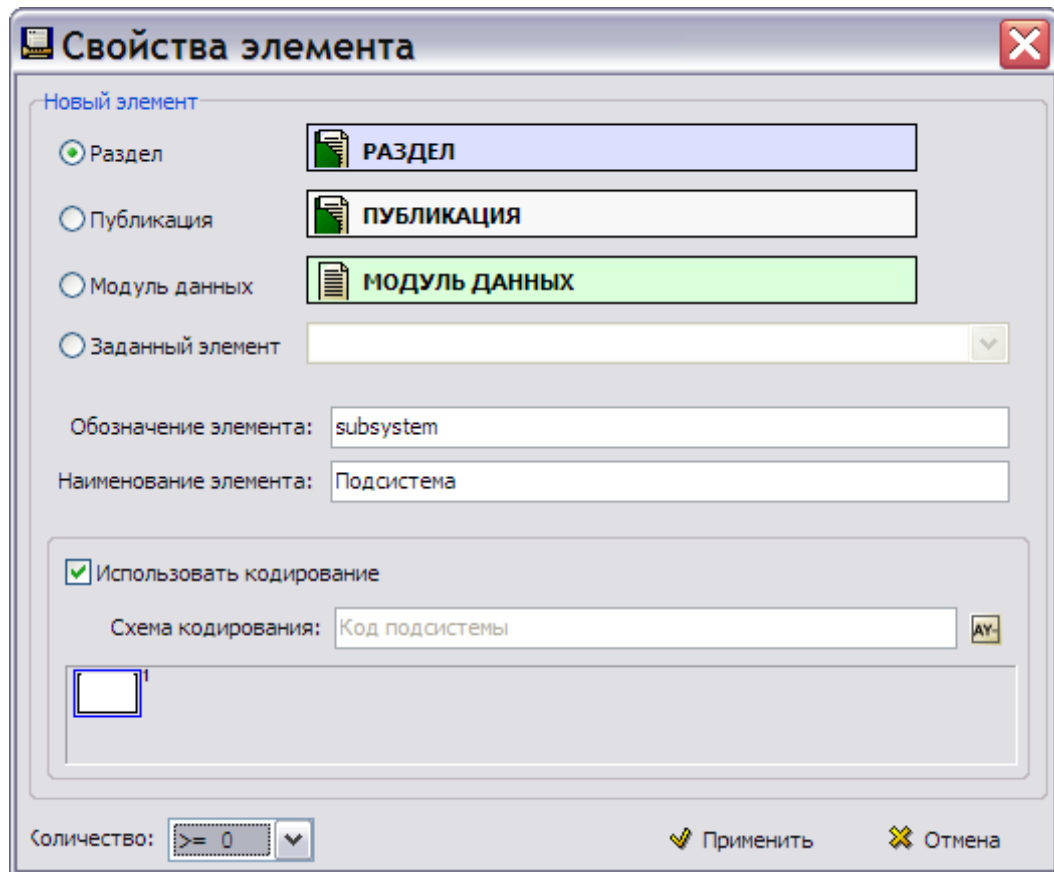 Свойства элемента
Новый элемент
Раздел РАЗДЕЛ
Публикация ПУБЛИКАЦИЯ
Модуль данных МОДУЛЬ ДАННЫХ
Заданный элемент
Обозначение элемента: subsystem
Наименование элемента: Подсистема
Использовать кодирование
Схема кодирования: Код подсистемы AY-
1
Количество: >= 0 Применить Отмена